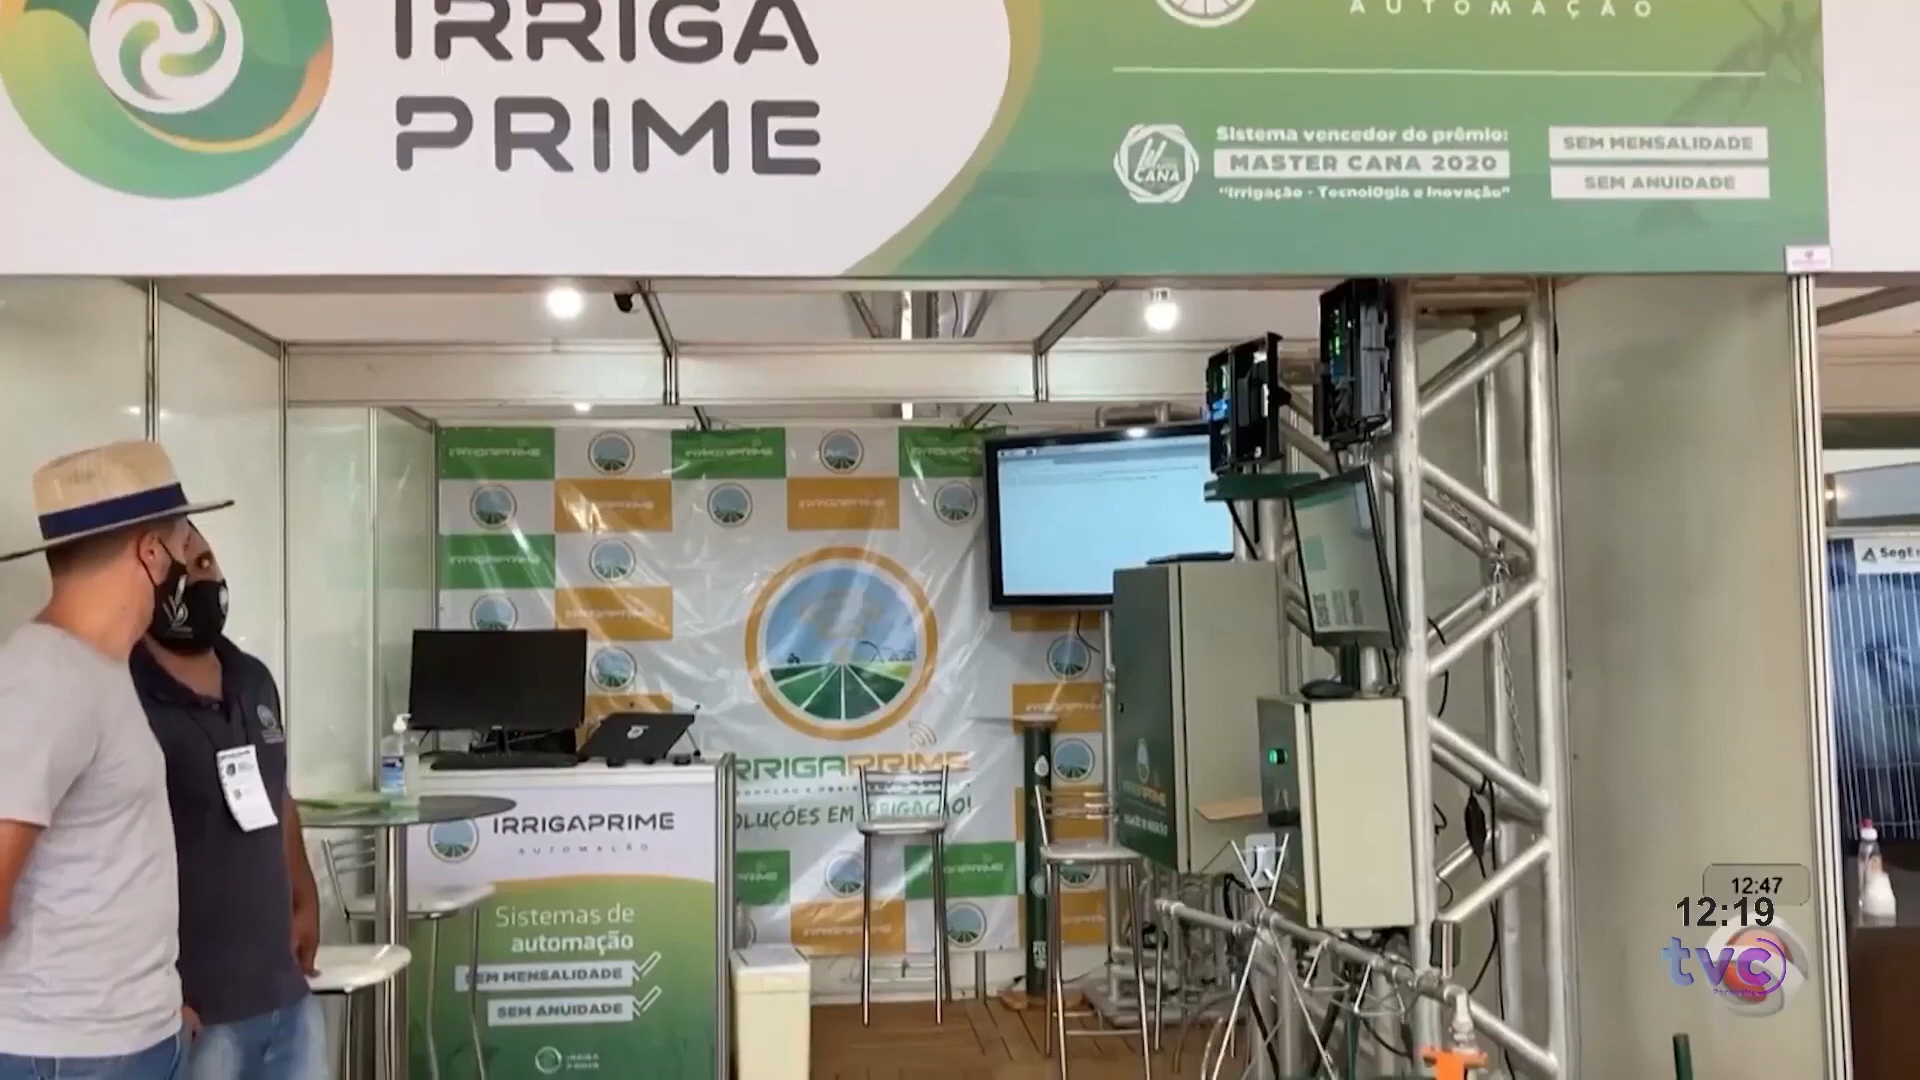 IRRIGA
PRIME
AUTOMAÇÃO
Sistema vencedor do prêmio:
MASTER CANA 2020
"Irrigação - Tecnol0gia e Inovação"
CANA
SEM MENSALIDADE
SEM ANUIDADE
IRRIGAPRIME
IRRIGAPRIME
OLUÇÕES EM IRRIGAÇÃO!
IRRIGAPRIME
AUTOMAÇÃO
Sistemas de
automação
SEM MENSALIDADE
SEM ANUIDADE
IRRIGA
PRIME
12:47
12:19
tvc